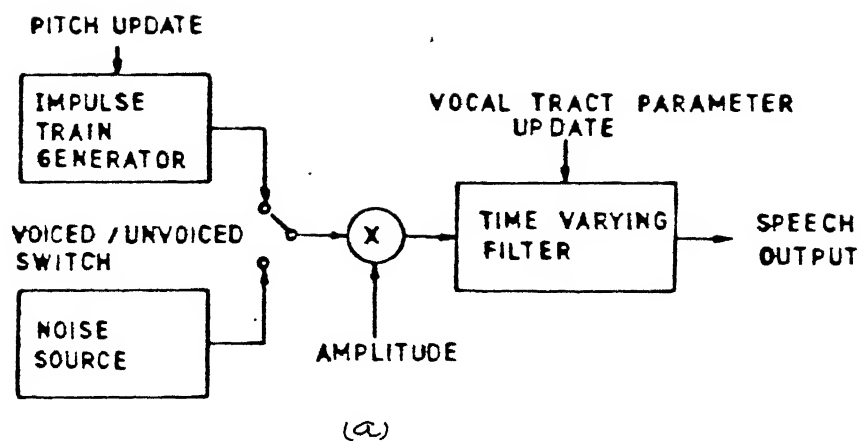 PITCH UPDATE
IMPULSE
TRAIN
GENERATOR
VOCAL TRACT PARAMETER
UPDATE
VOICED / UNVOICED
SWITCH
X
TIME VARYING
FILTER
SPEECH
OUTPUT
NOISE
SOURCE
AMPLITUDE
(a)